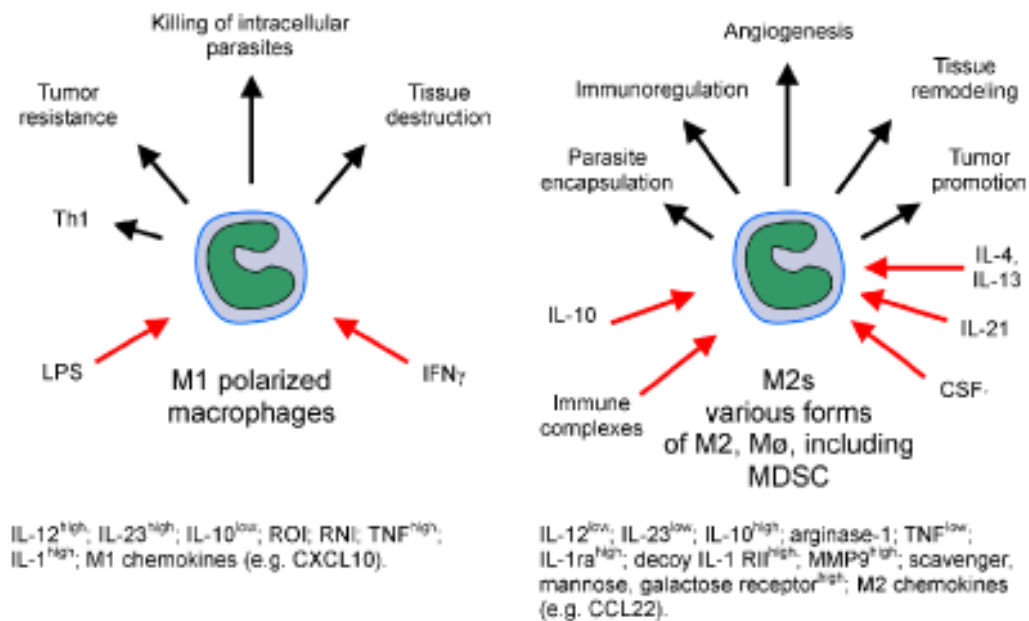 Killing of intracellular
parasites
Tumor
resistance
Tissue
destruction
Th1
LPS
IFNγ
M1 polarized
macrophages
IL-12high; IL-23high; IL-10low; ROI; RNI; TNFhigh;
IL-1high; M1 chemokines (e.g. CXCL10).
Angiogenesis
Immunoregulation
Tissue
remodeling
Parasite
encapsulation
Tumor
promotion
IL-4,
IL-13
IL-10
IL-21
Immune
complexes
CSF-
M2s
various forms
of M2, Mø, including
MDSC
IL-12low; IL-23low; IL-10high; arginase-1; TNFlow;
IL-1rahigh; decoy IL-1 RIIhigh; MMP9high; scavenger,
mannose, galactose receptorhigh; M2 chemokines
(e.g. CCL22).